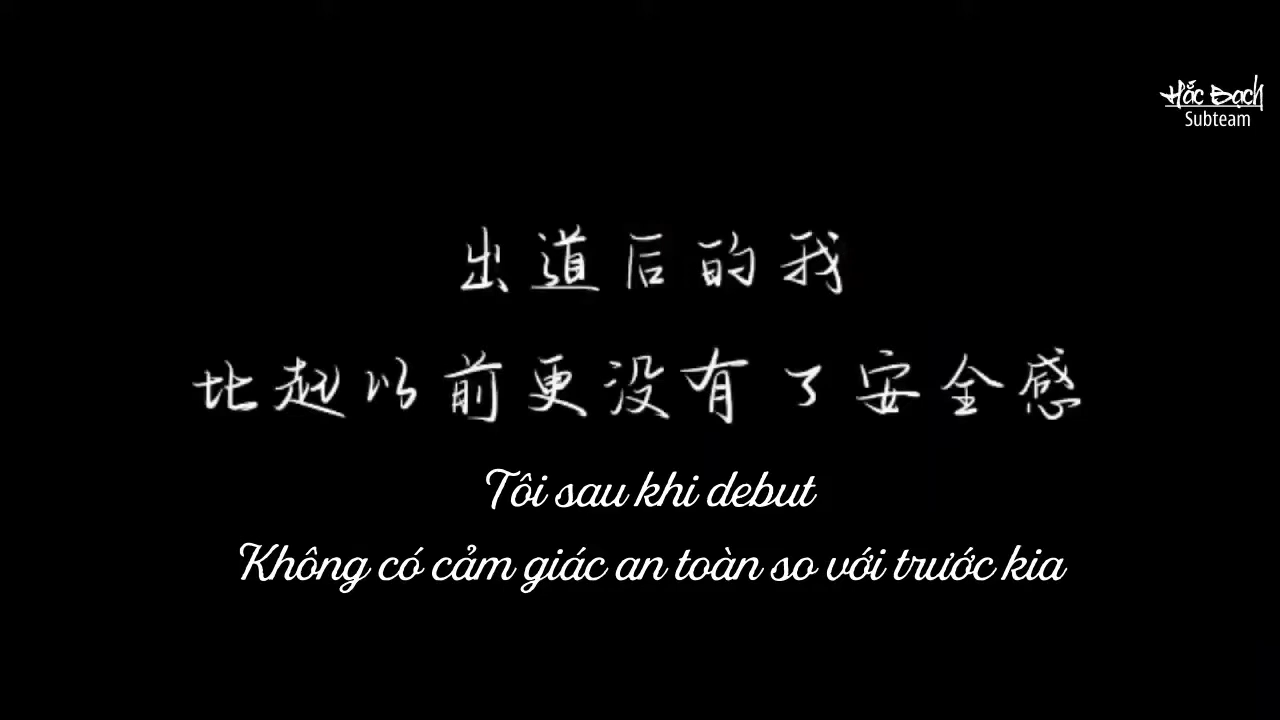 Hắc Bạch
Subteam
出道后的我
比起以前更没有了安全感
Tôi sau khi debut
Không có cảm giác an toàn so với trước kia